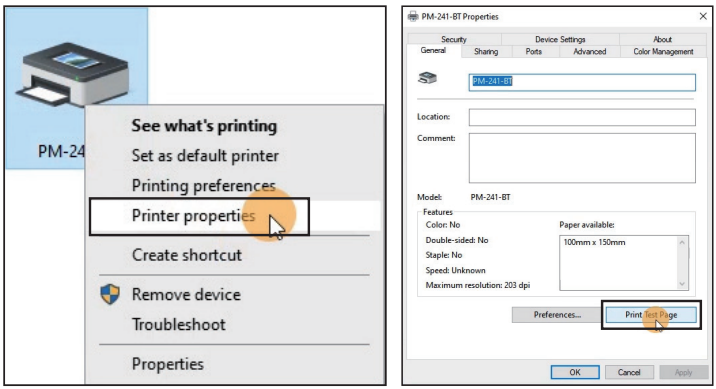 PM-24
See what's printing
Set as default printer
Printing preferences
Printer properties
Create shortcut
Remove device
Troubleshoot
Properties
PM-241-BT Properties
Security Device Settings About
General Sharing Ports Advanced Color Management
PM-241-BT
Location:
Comment:
Model: PM-241-BT
Features
Color: No Paper available:
Double-sided: No 100mm x 150mm
Staple: No
Speed: Unknown
Maximum resolution: 203 dpi
Preferences... Print Test Page
OK Cancel Apply